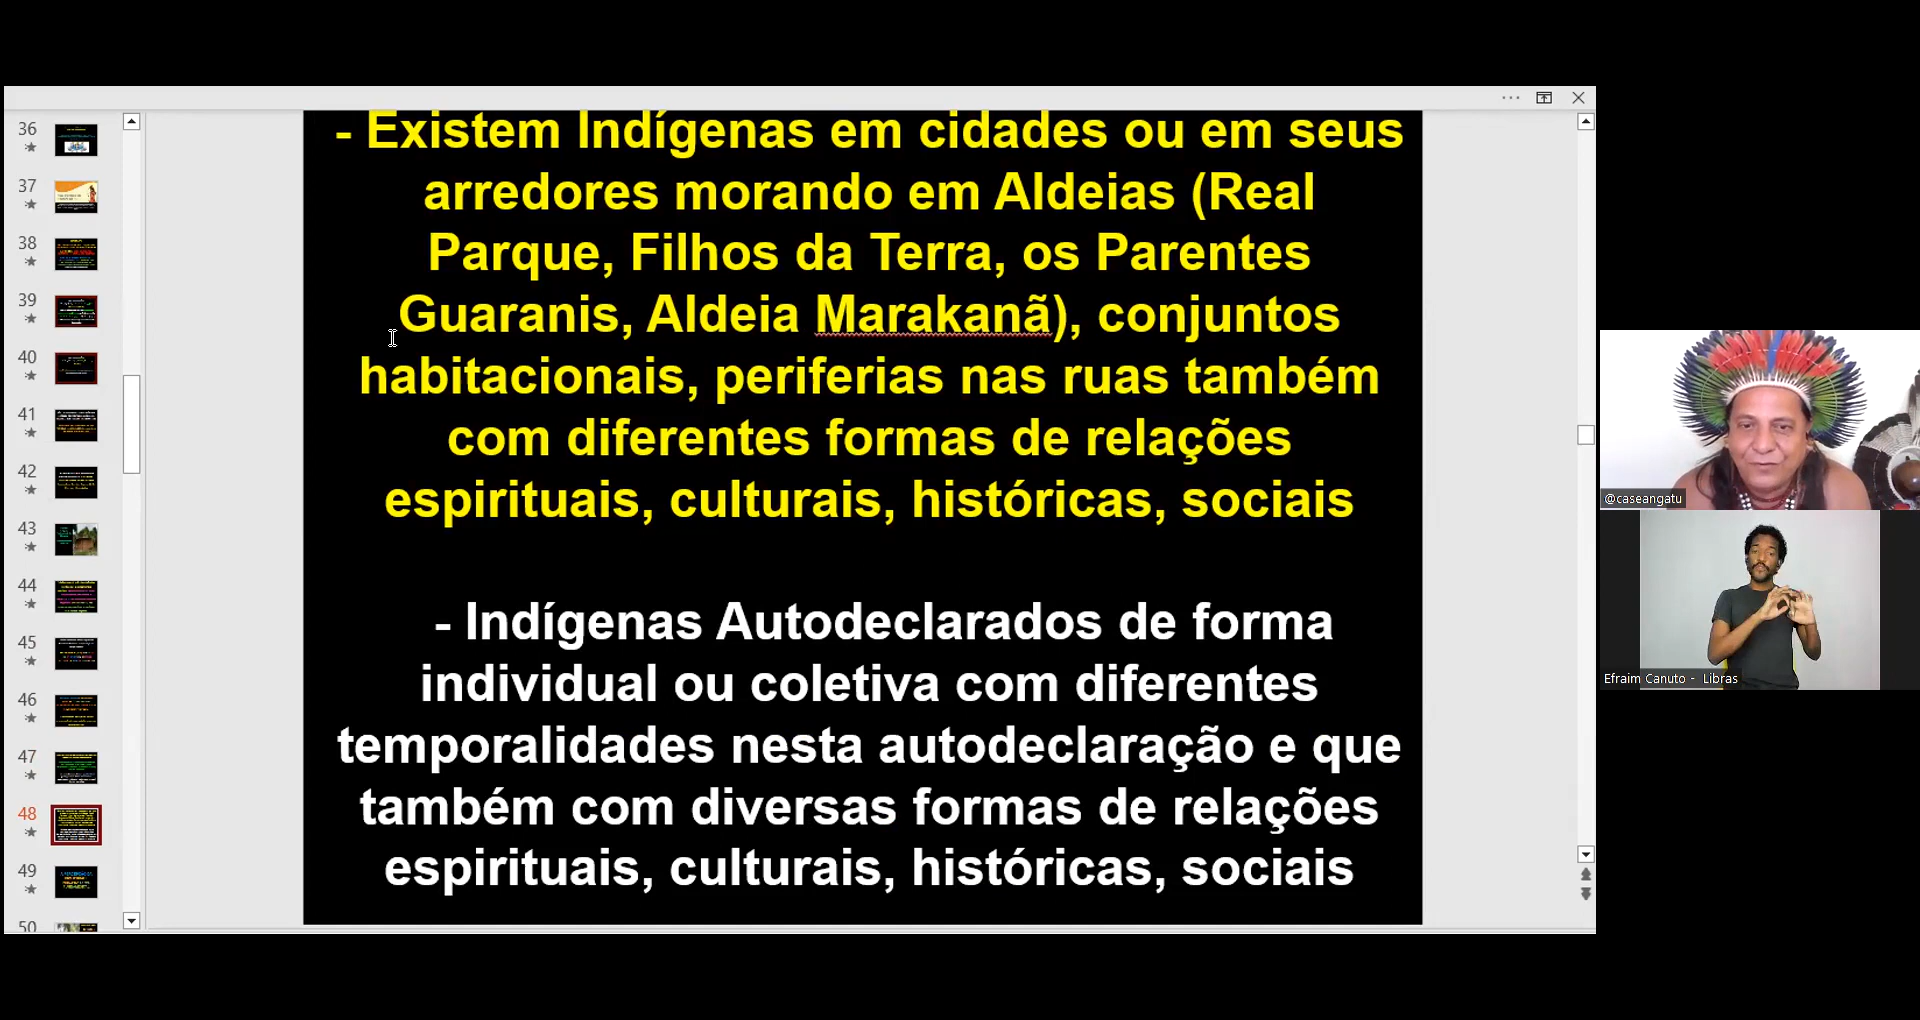 36
37
38
39
40
41
42
43
44
45
46
47
48
49
50
- Existem Indígenas em cidades ou em seus
arredores morando em Aldeias (Real
Parque, Filhos da Terra, os Parentes
Guaranis, Aldeia Marakanã), conjuntos
habitacionais, periferias nas ruas também
com diferentes formas de relações
espirituais, culturais, históricas, sociais
- Indígenas Autodeclarados de forma
individual ou coletiva com diferentes
temporalidades nesta autodeclaração e que
também com diversas formas de relações
espirituais, culturais, históricas, sociais
@caseangatu
Efraim Canuto - Libras